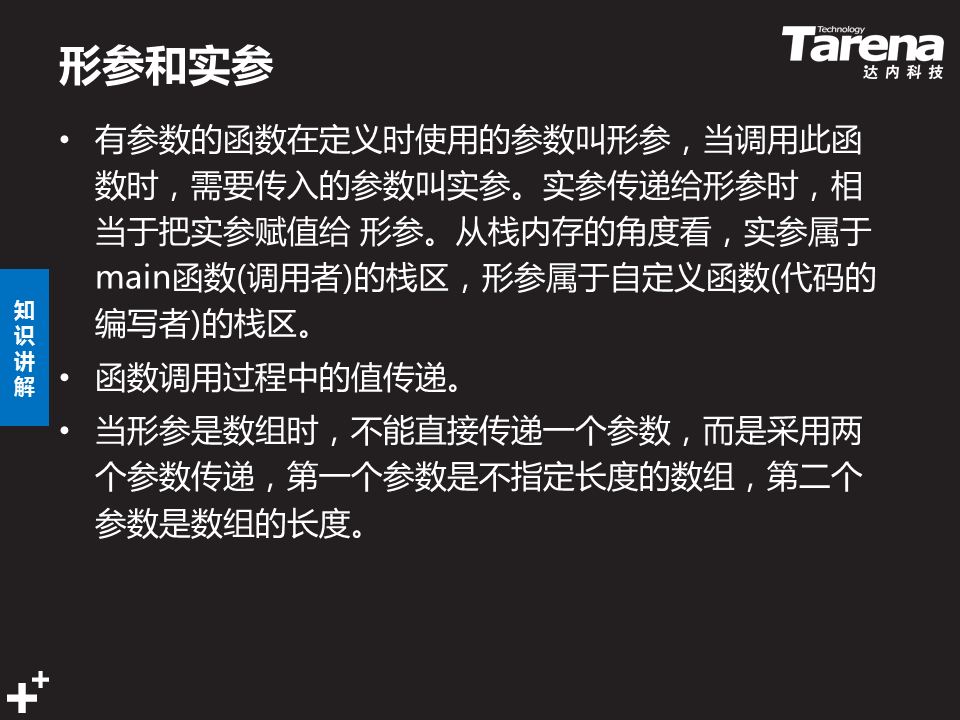 形参和实参
Technology
Tarena
达内科技
• 有参数的函数在定义时使用的参数叫形参，当调用此函
数时，需要传入的参数叫实参。实参传递给形参时，相
当于把实参赋值给 形参。从栈内存的角度看，实参属于
main函数(调用者)的栈区，形参属于自定义函数(代码的
编写者)的栈区。
• 函数调用过程中的值传递。
• 当形参是数组时，不能直接传递一个参数，而是采用两
个参数传递，第一个参数是不指定长度的数组，第二个
参数是数组的长度。
知
识
讲
解